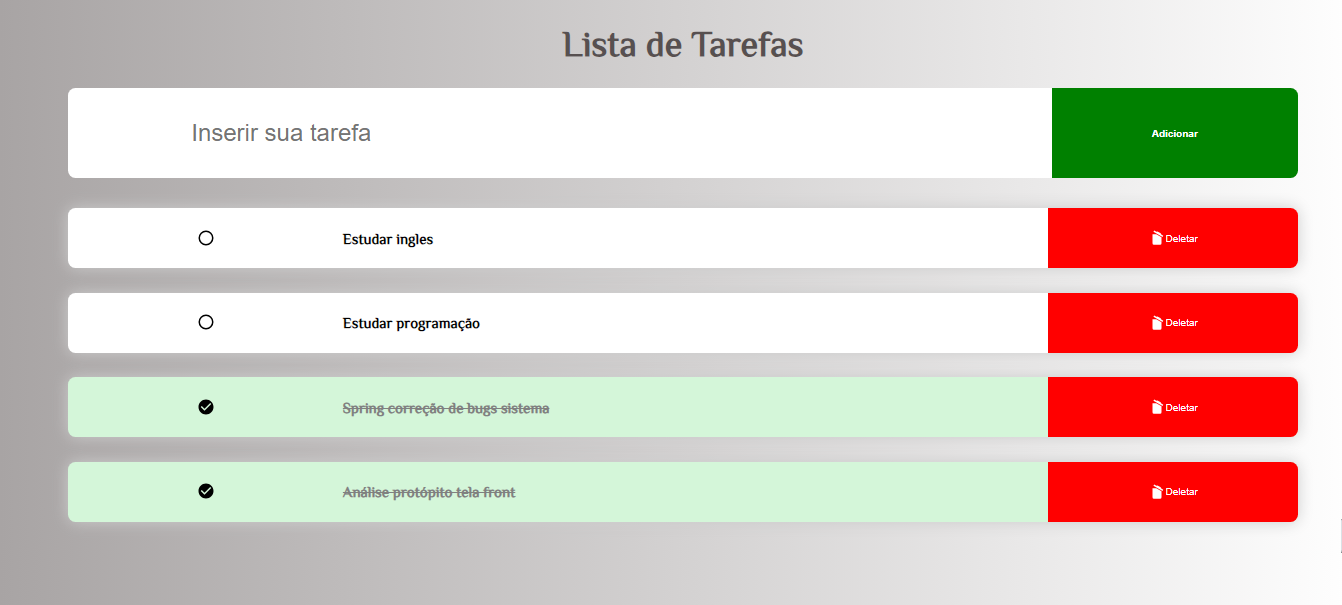 Lista de Tarefas
Inserir sua tarefa
Adicionar
Estudar ingles
Deletar
Estudar programação
Deletar
Spring correção de bugs sistema
Deletar
Análise protópito tela front
Deletar